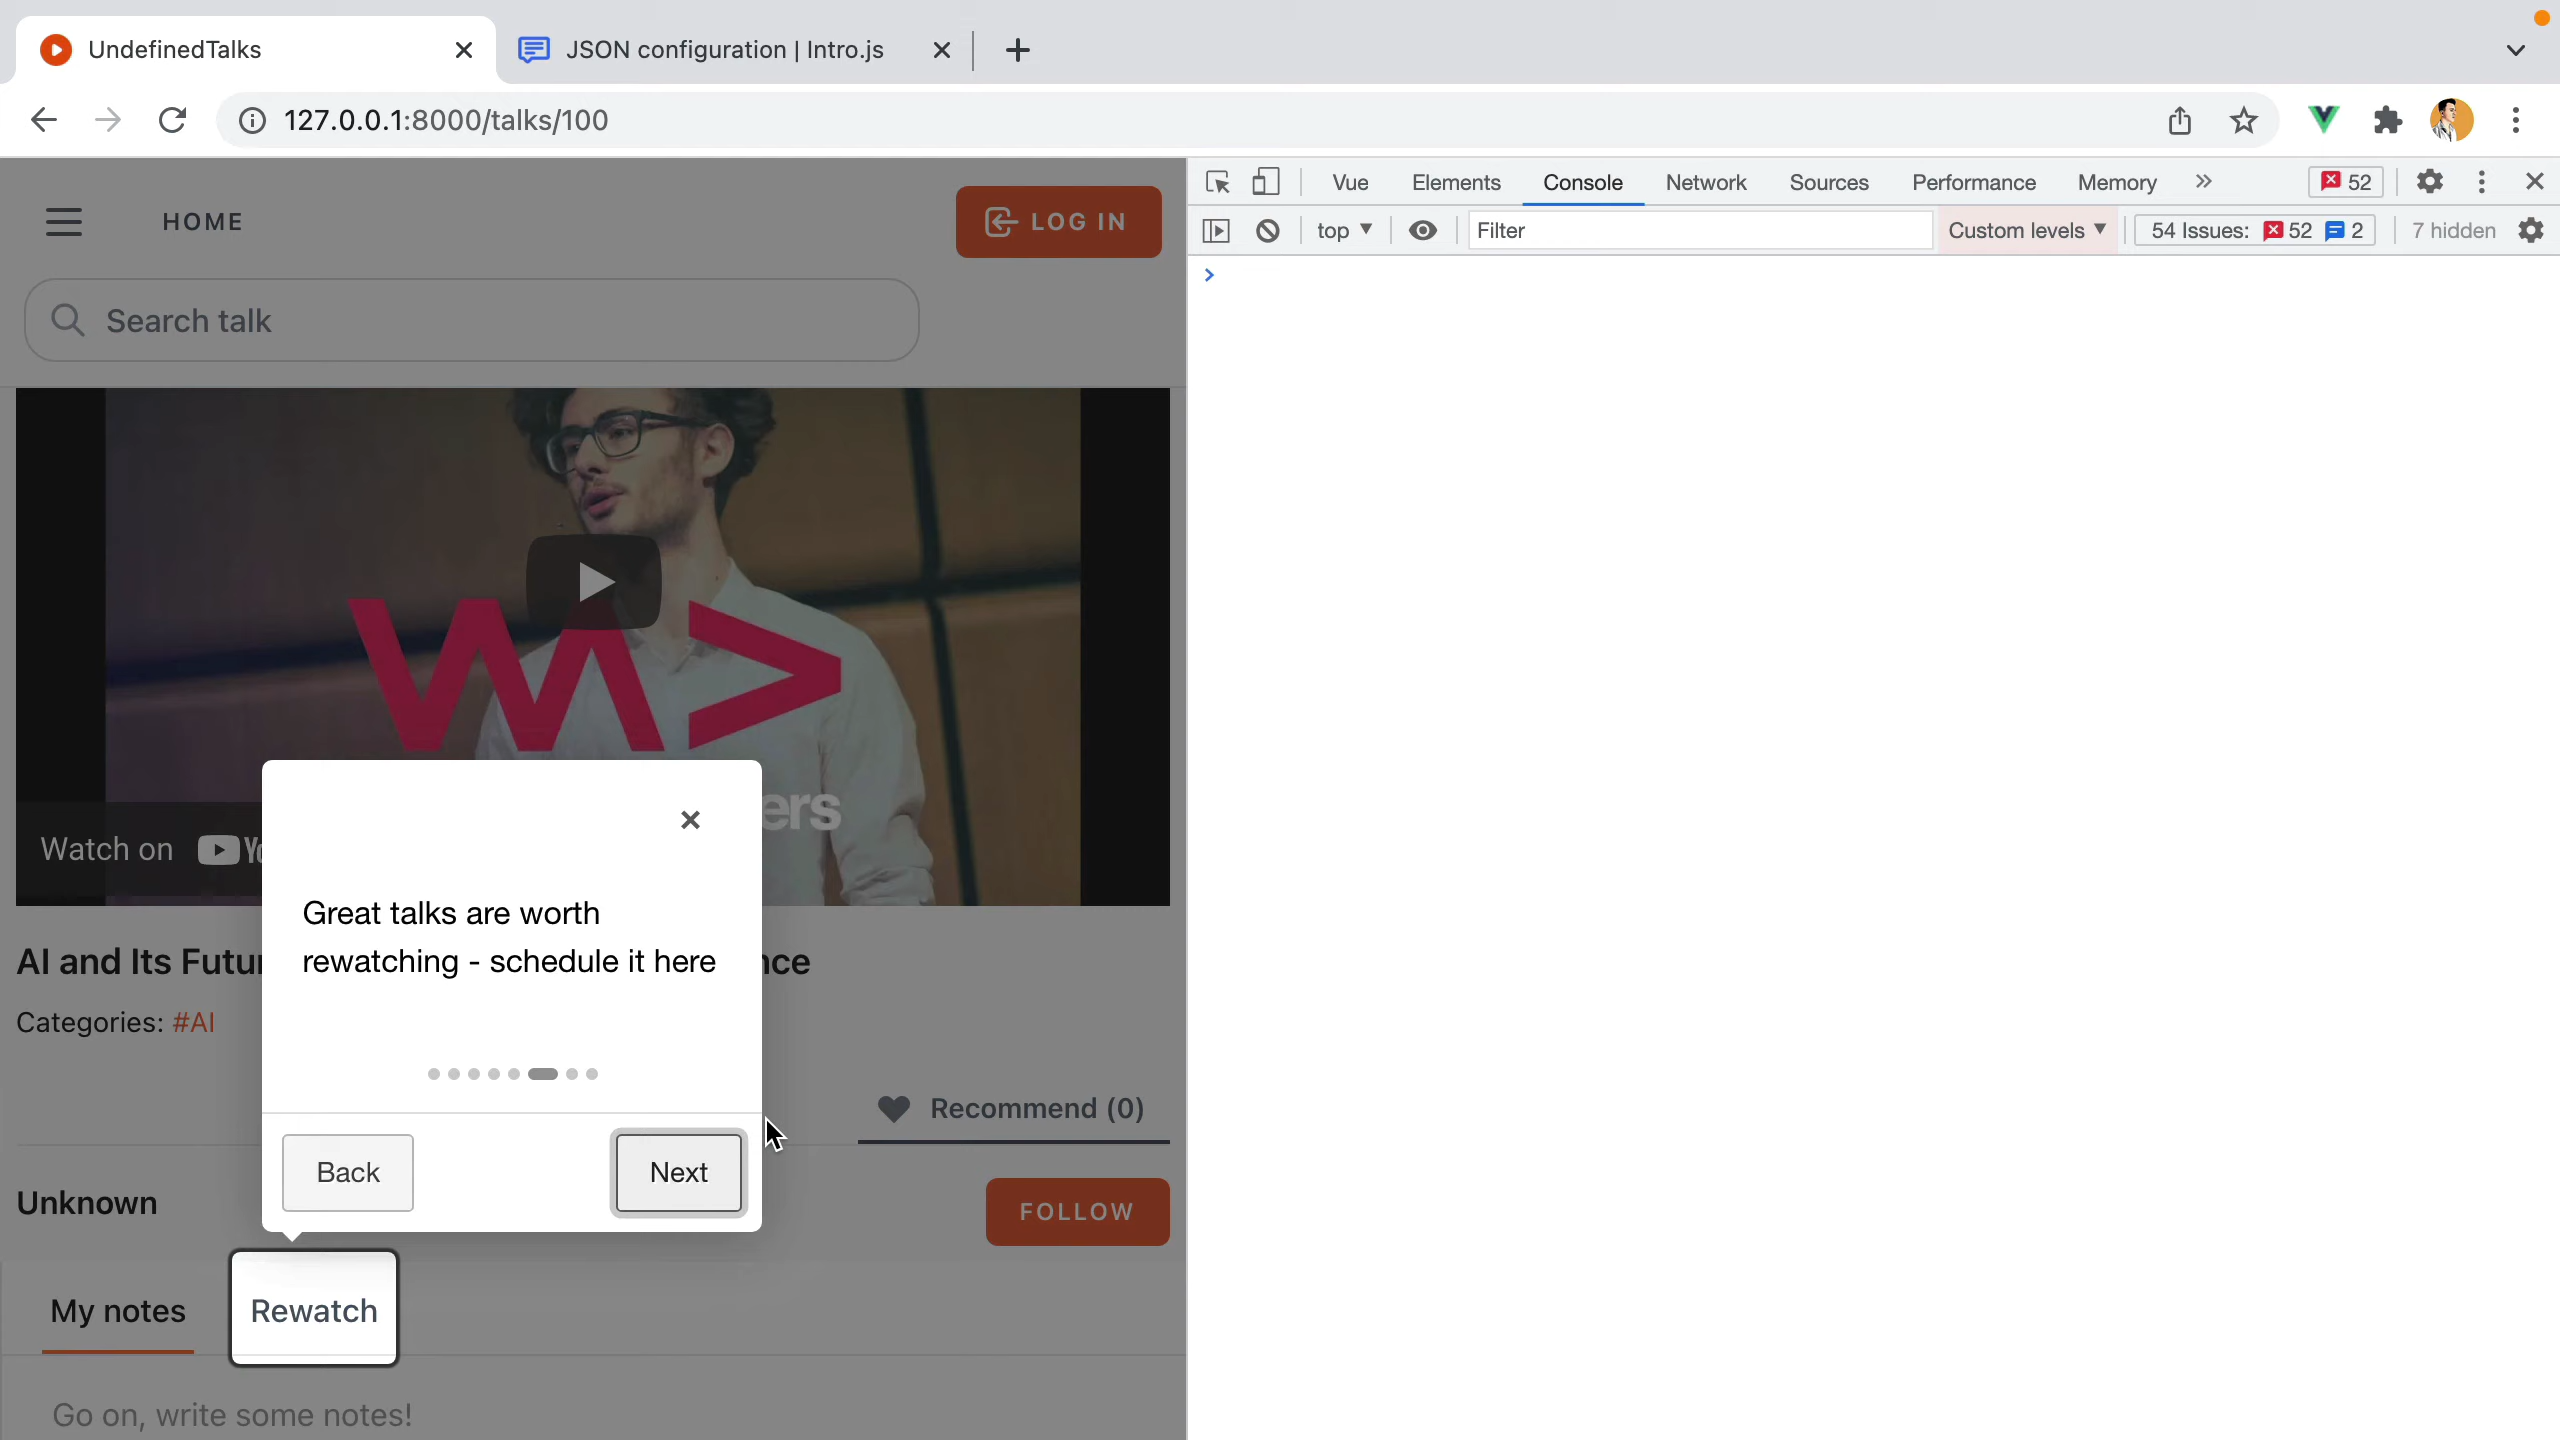 UndefinedTalks
JSON configuration | Intro.js
127.0.0.1:8000/talks/100
HOME
LOG IN
Search talk
Vue Elements Console Network Sources Performance Memory 52
top Filter Custom levels 54 Issues: 52 2 7 hidden
ers
Watch on
Great talks are worth
rewatching - schedule it here
AI and Its Futu
nce
Categories: #AI
Recommend (0)
Back Next
Unknown
FOLLOW
My notes Rewatch
Go on, write some notes!